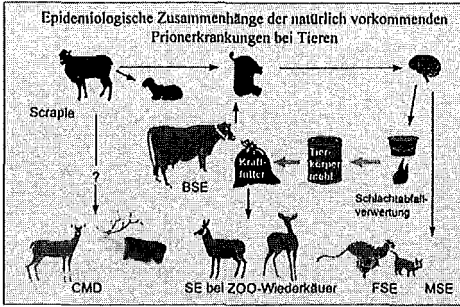 Epidemiologische Zusammenhänge der natürlich vorkommenden
Prionerkrankungen bei Tieren
Scrapie
?
BSE
Kraft-
futter
Tier-
körper
mehl
Schlachtabfall-
verwertung
CMD
SE bei ZOO-Wiederkäuer
FSE
MSE